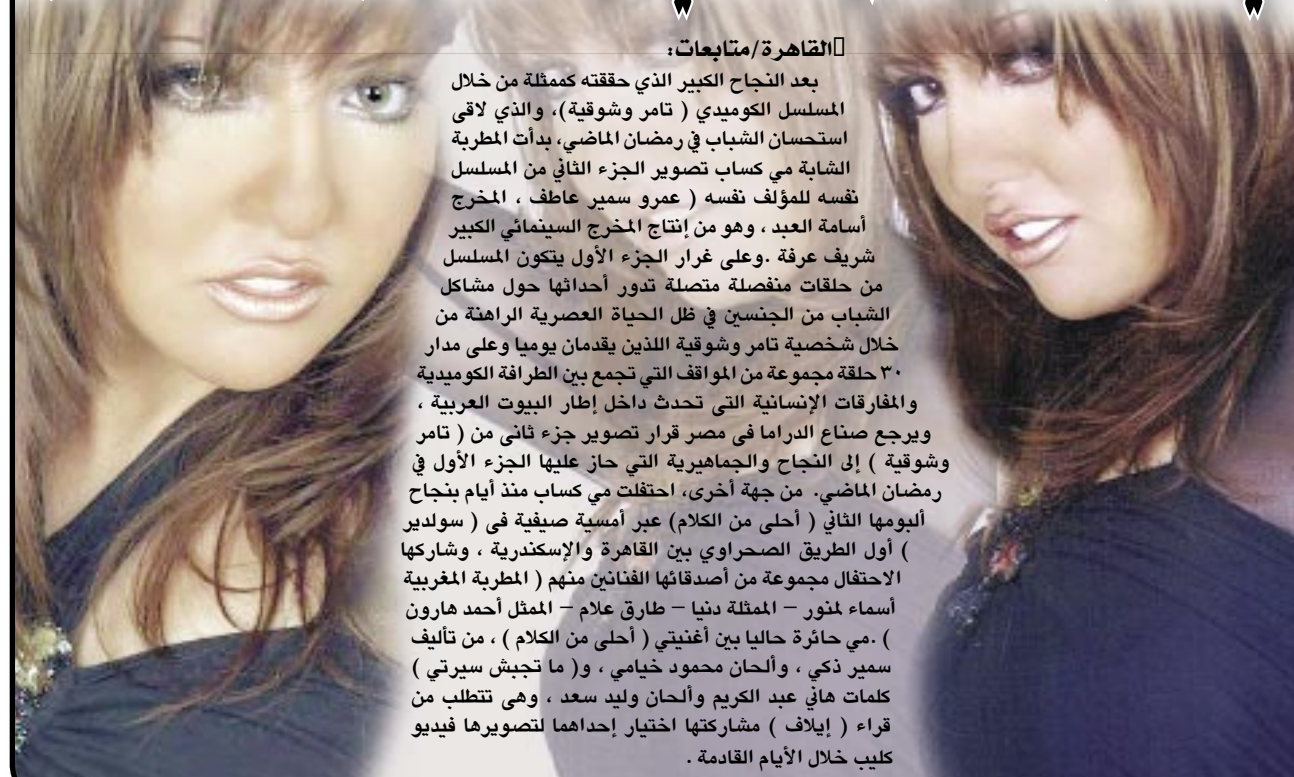 القاهرة/متابعات:
بعد النجاح الكبير الذي حققته كممثلة من خلال
المسلسل الكوميدي ( تامر وشوقية)، والذي لاقى
استحسان الشباب في رمضان الماضي، بدأت المطربة
الشابة مي كساب تصوير الجزء الثاني من المسلسل
نفسه للمؤلف نفسه ( عمرو سمير عاطف ، المخرج
أسامة العبد ، وهو من إنتاج المخرج السينمائي الكبير
شريف عرفة .وعلى غرار الجزء الأول يتكون المسلسل
من حلقات منفصلة متصلة تدور أحداثها حول مشاكل
الشباب من الجنسين في ظل الحياة العصرية الراهنة من
خلال شخصية تامر وشوقية اللذين يقدمان يوميا وعلى مدار
٣٠ حلقة مجموعة من المواقف التي تجمع بين الطرافة الكوميدية
والمفارقات الإنسانية التى تحدث داخل إطار البيوت العربية ،
ويرجع صناع الدراما فى مصر قرار تصوير جزء ثانى من ( تامر
وشوقية ) إلى النجاح والجماهيرية التي حاز عليها الجزء الأول في
رمضان الماضي. من جهة أخرى، احتفلت مي كساب منذ أيام بنجاح
ألبومها الثاني ( أحلى من الكلام) عبر أمسية صيفية فى ( سولدير
) أول الطريق الصحراوي بين القاهرة والإسكندرية ، وشاركها
الاحتفال مجموعة من أصدقائها الفنانين منهم ( المطربة المغربية
أسماء لمنور – الممثلة دنيا – طارق علام – الممثل أحمد هارون
) .مي حائرة حاليا بين أغنيتي ( أحلى من الكلام ) ، من تأليف
سمير ذكي ، وألحان محمود خيامي ، و( ما تجبش سيرتي )
كلمات هاني عبد الكريم وألحان وليد سعد ، وهى تتطلب من
قراء ( إيلاف ) مشاركتها اختيار إحداهما لتصويرها فيديو
كليب خلال الأيام القادمة .